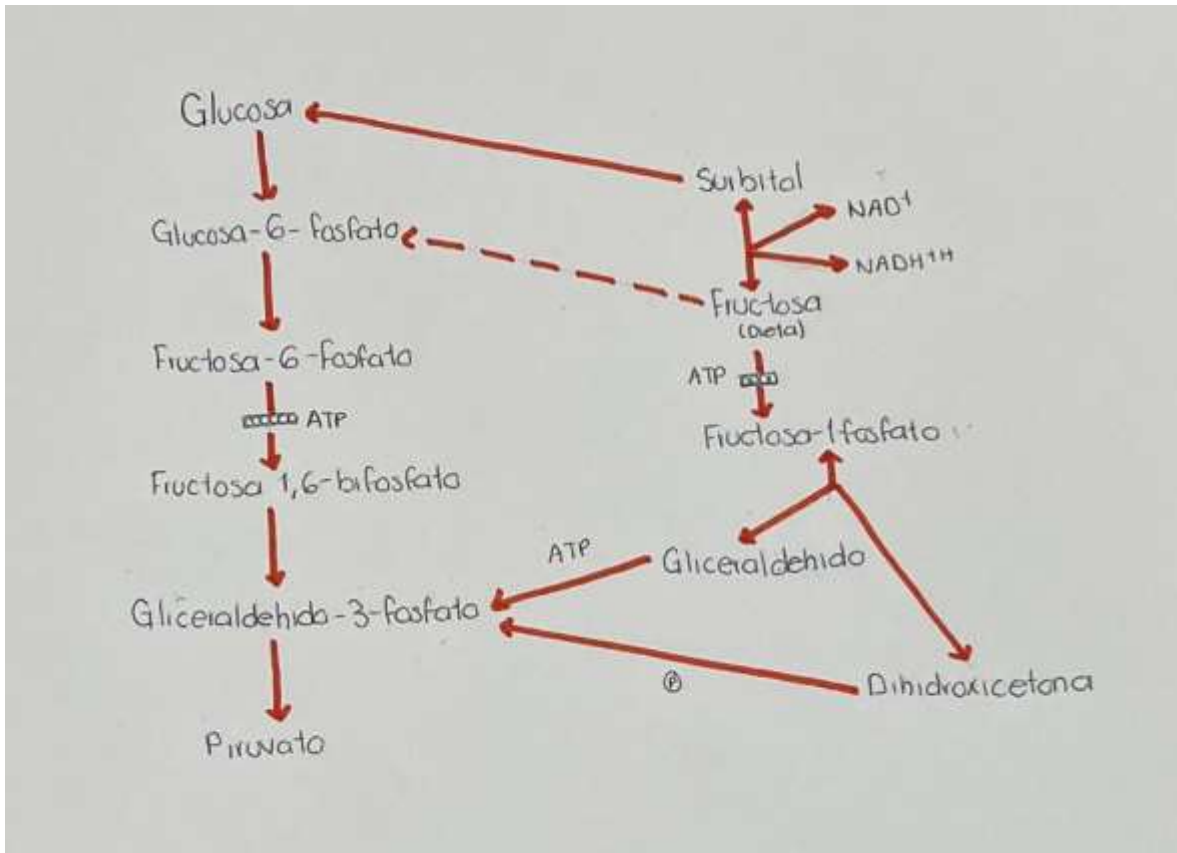 Glucosa
Surbital
NAD+
Glucosa-6-fosfato
NADH+H
Fructosa
(Dieta)
Fructosa-6-fosfato
ATP
ATP
Fructosa-1fosfato
Fructosa 1,6-bifosfato
ATP
Gliceraldehido
Gliceraldehido-3-fosfato
P
Dihidroxicetona
Piruvato